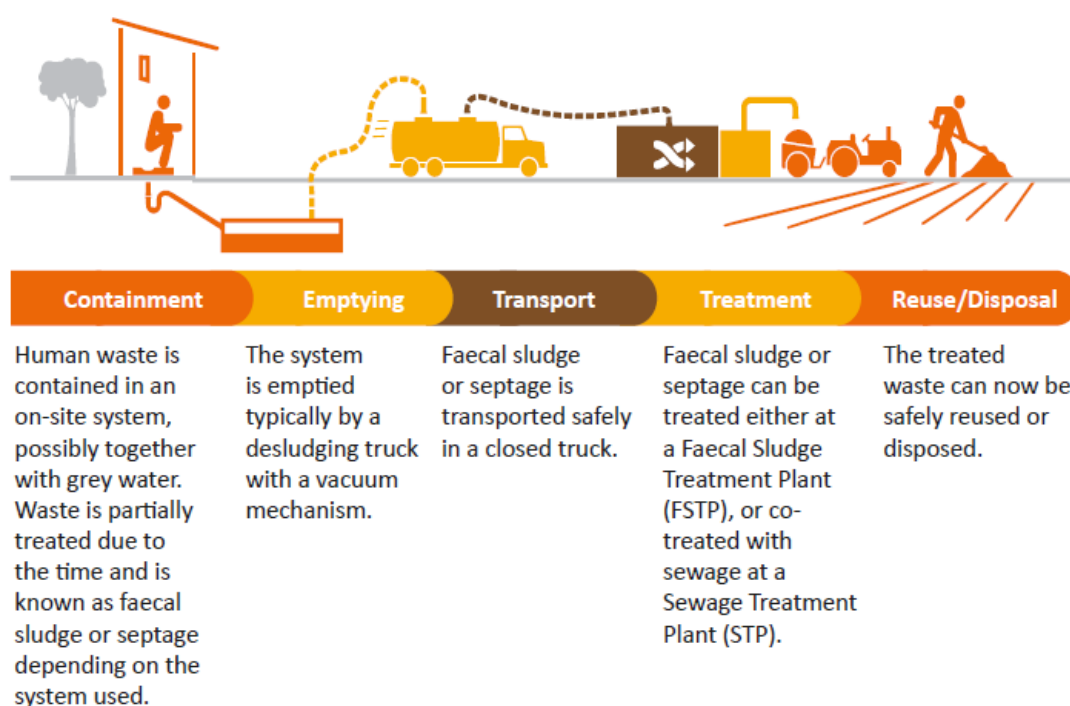 Containment
Emptying
Transport
Treatment
Reuse/Disposal
Human waste is
contained in an
on-site system,
possibly together
with grey water.
Waste is partially
treated due to
the time and is
known as faecal
sludge or septage
depending on the
system used.
The system
is emptied
typically by a
desludging truck
with a vacuum
mechanism.
Faecal sludge
or septage is
transported safely
in a closed truck.
Faecal sludge or
septage can be
treated either at
a Faecal Sludge
Treatment Plant
(FSTP), or co-
treated with
sewage at a
Sewage Treatment
Plant (STP).
The treated
waste can now be
safely reused or
disposed.